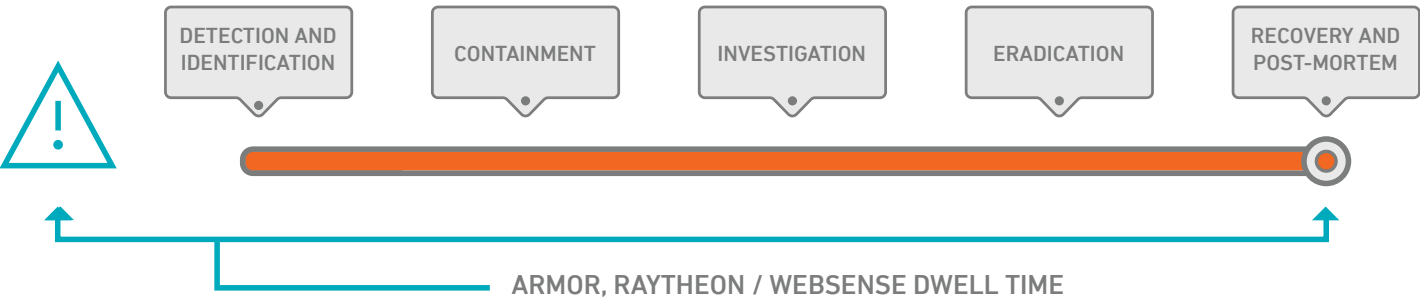 DETECTION AND
IDENTIFICATION
CONTAINMENT
INVESTIGATION
ERADICATION
RECOVERY AND
POST-MORTEM
ARMOR, RAYTHEON / WEBSENSE DWELL TIME